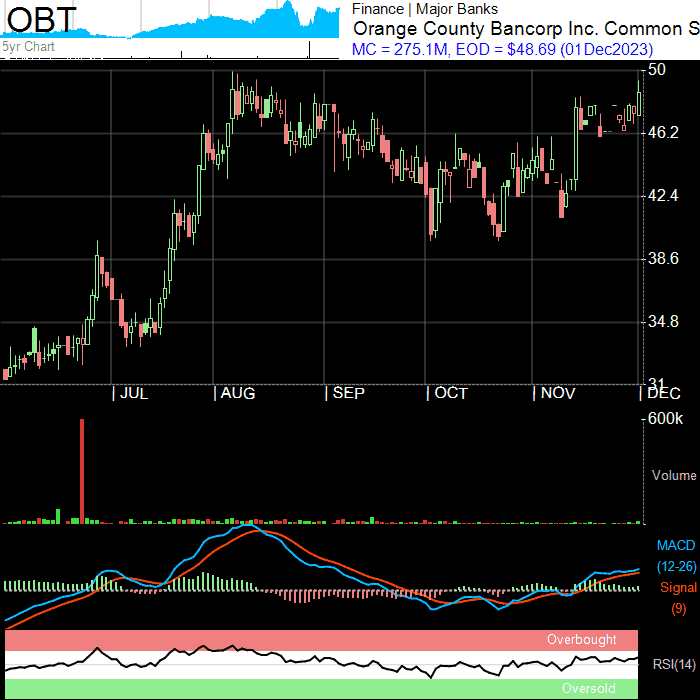 OBT
5yr Chart
Finance | Major Banks
Orange County Bancorp Inc. Common S
MC = 275.1M, EOD = $48.69 (01Dec2023)
50
46.2
42.4
38.6
34.8
31
JUL
AUG
SEP
OCT
NOV
DEC
600k
Volume
MACD
(12-26)
Signal
(9)
Overbought
RSI(14)
Oversold